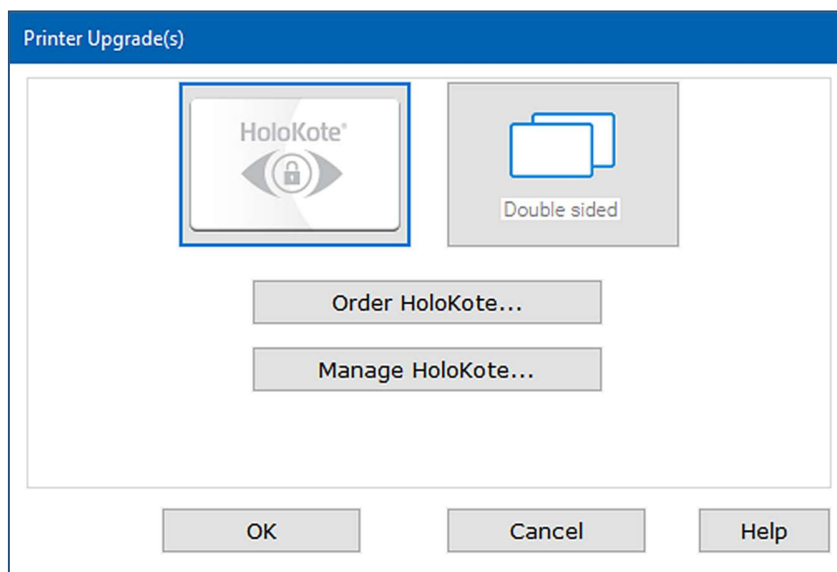 Printer Upgrade(s)
HoloKote®
Double sided
Order HoloKote...
Manage HoloKote...
OK
Cancel
Help